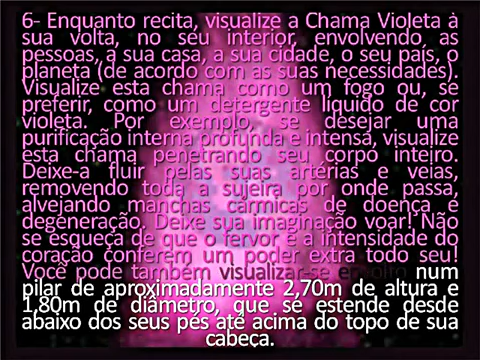 6- Enquanto recita, visualize a Chama Violeta à
sua volta, no seu interior, envolvendo as
pessoas, a sua casa, a sua cidade, o seu país, o
planeta (de acordo com as suas necessidades).
Visualize esta chama como um fogo ou, se
preferir, como um detergente líquido de cor
violeta. Por exemplo, se desejar uma
purificação interna profunda e intensa, visualize
esta chama penetrando seu corpo inteiro.
Deixe-a fluir pelas suas artérias e veias,
removendo toda a sujeira por onde passa,
alvejando manchas cármicas de doença e
degeneração. Deixe sua imaginação voar! Não
se esqueça de que o fervor e a intensidade do
coração conferem um poder extra todo seu!
Você pode também visualizar-se envolto num
pilar de aproximadamente 2,70m de altura e
1,80m de diâmetro, que se estende desde
abaixo dos seus pés até acima do topo de sua
cabeça.